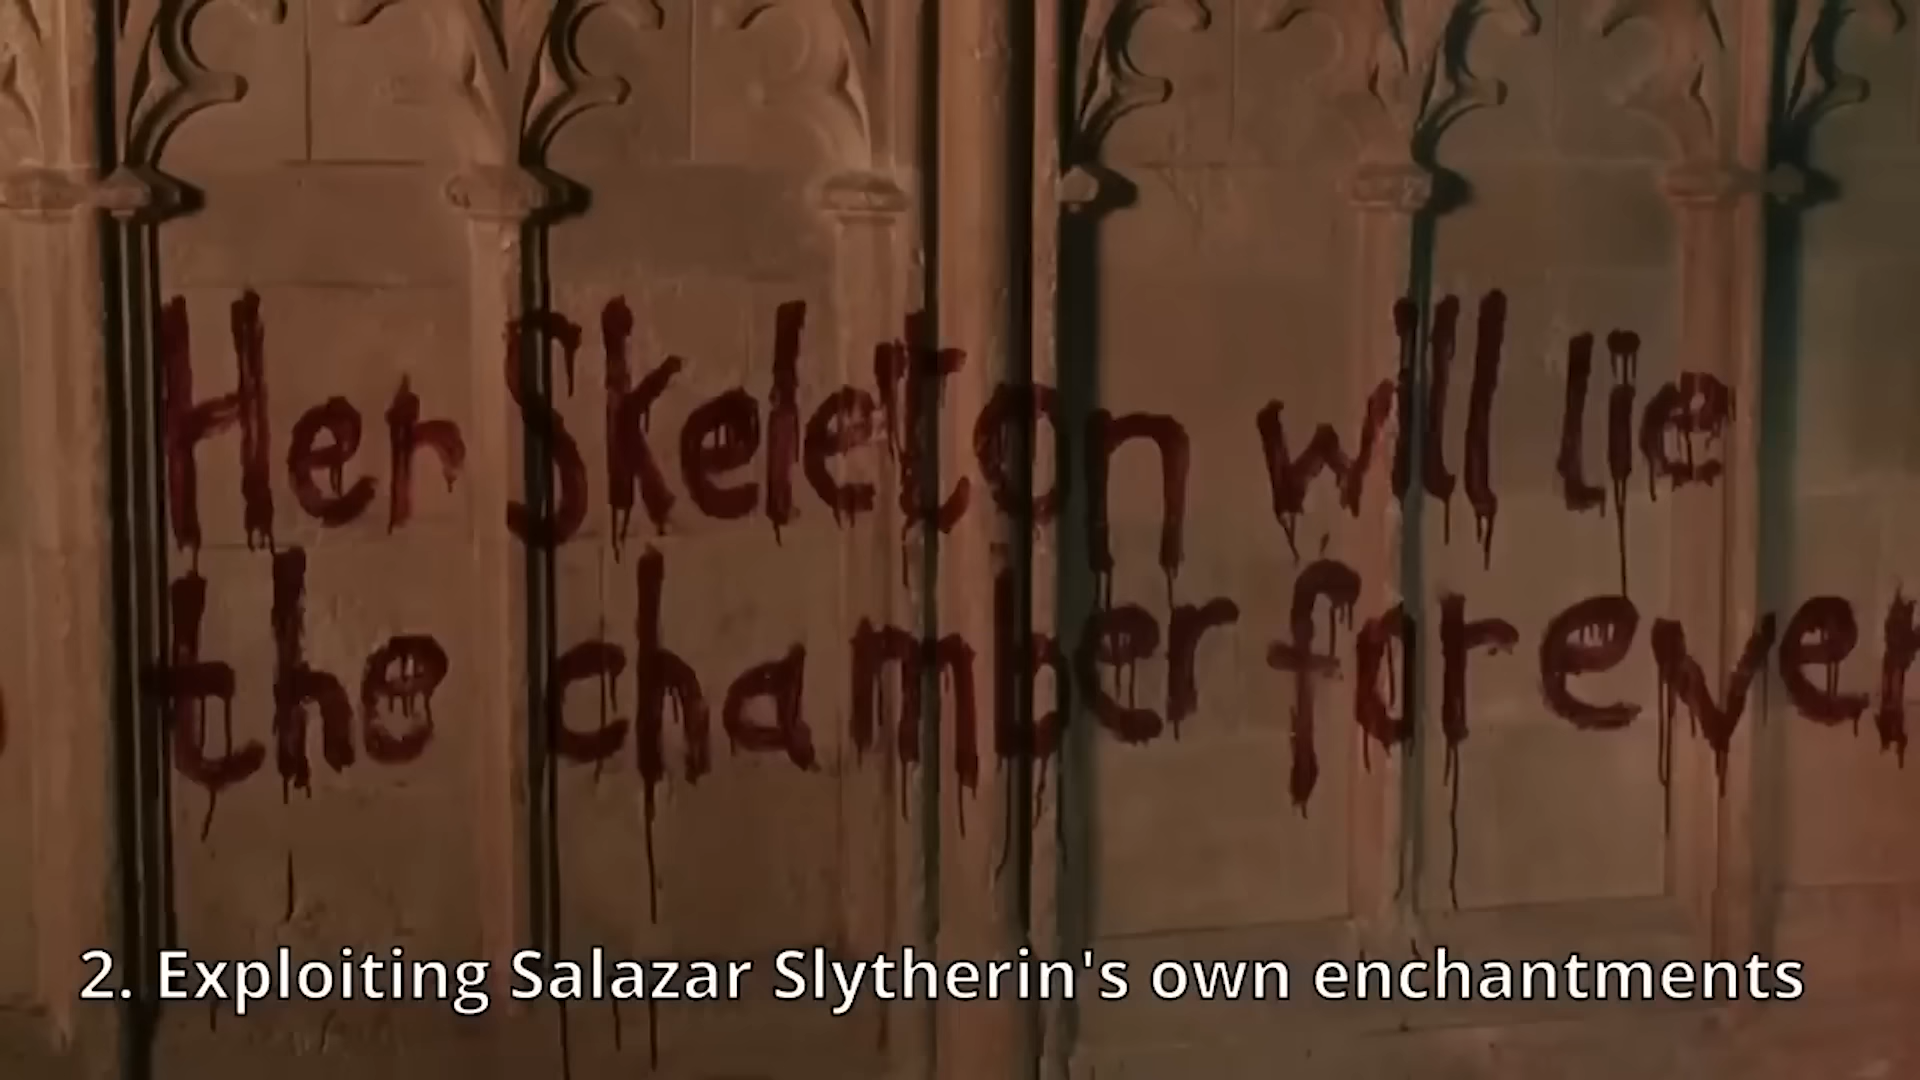 Her Skeleton will lie
the chamber forever
2. Exploiting Salazar Slytherin's own enchantments